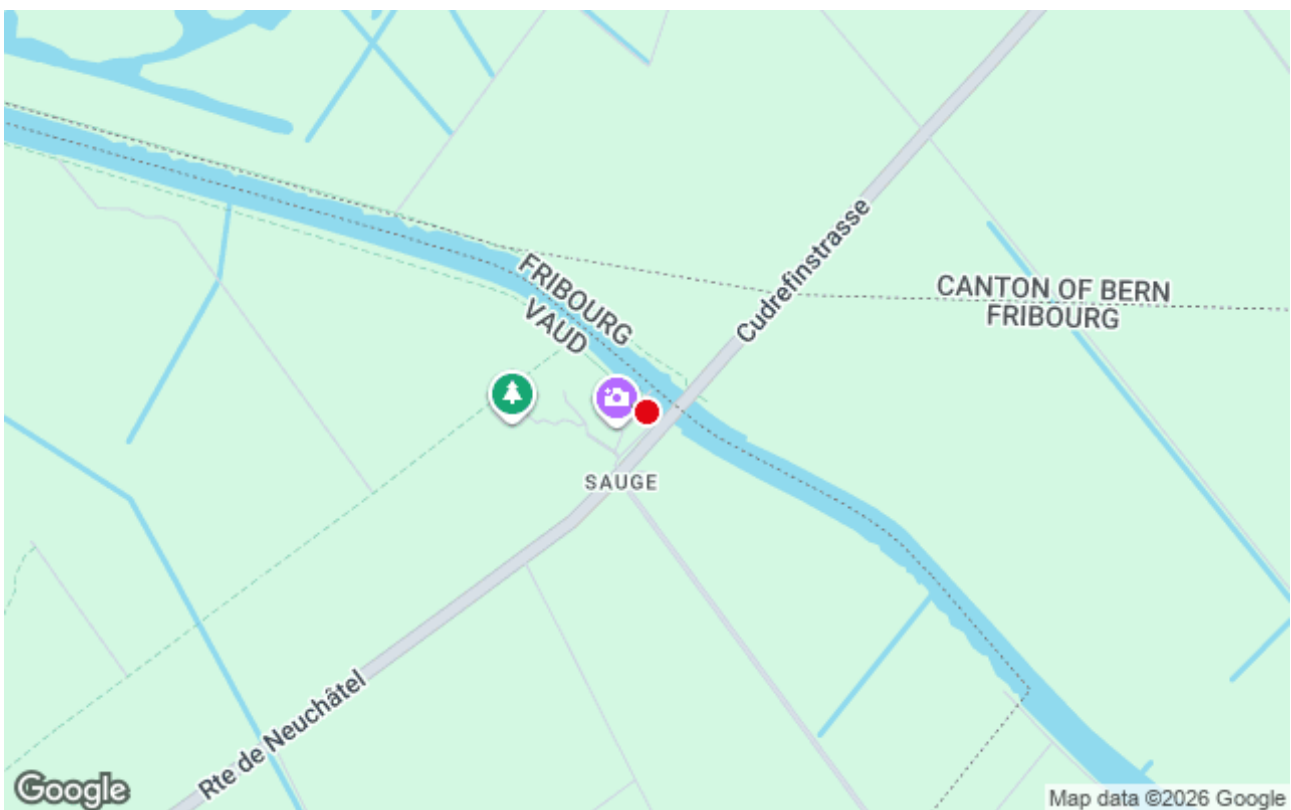 FRIBOURG
VAUD
Cudrefinstrasse
CANTON OF BERN
FRIBOURG
SAUGE
Rte de Neuchâtel
Google
Map data ©2026 Google